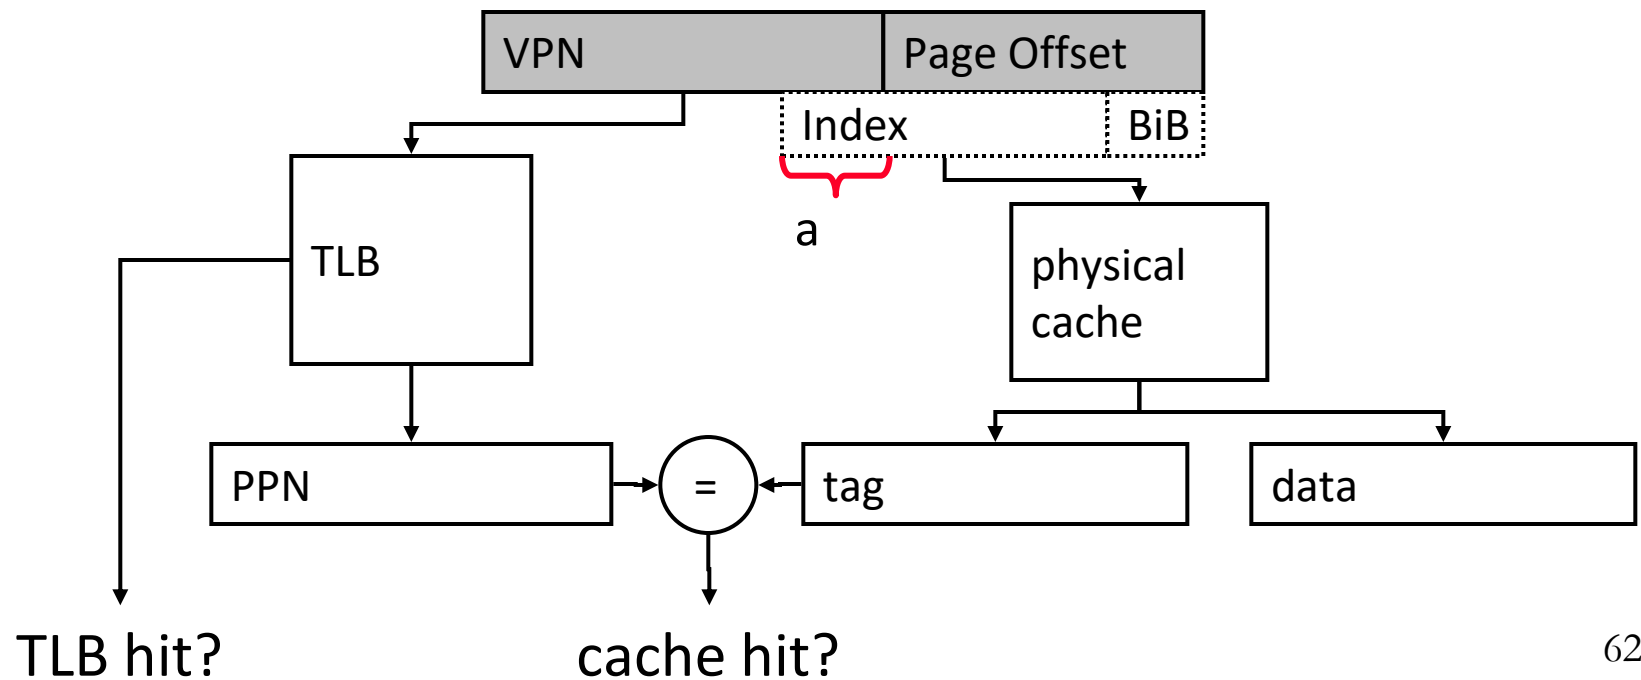 VPN
Page Offset
Index
BiB
a
TLB
physical
cache
PPN
=
tag
data
TLB hit?
cache hit?
62